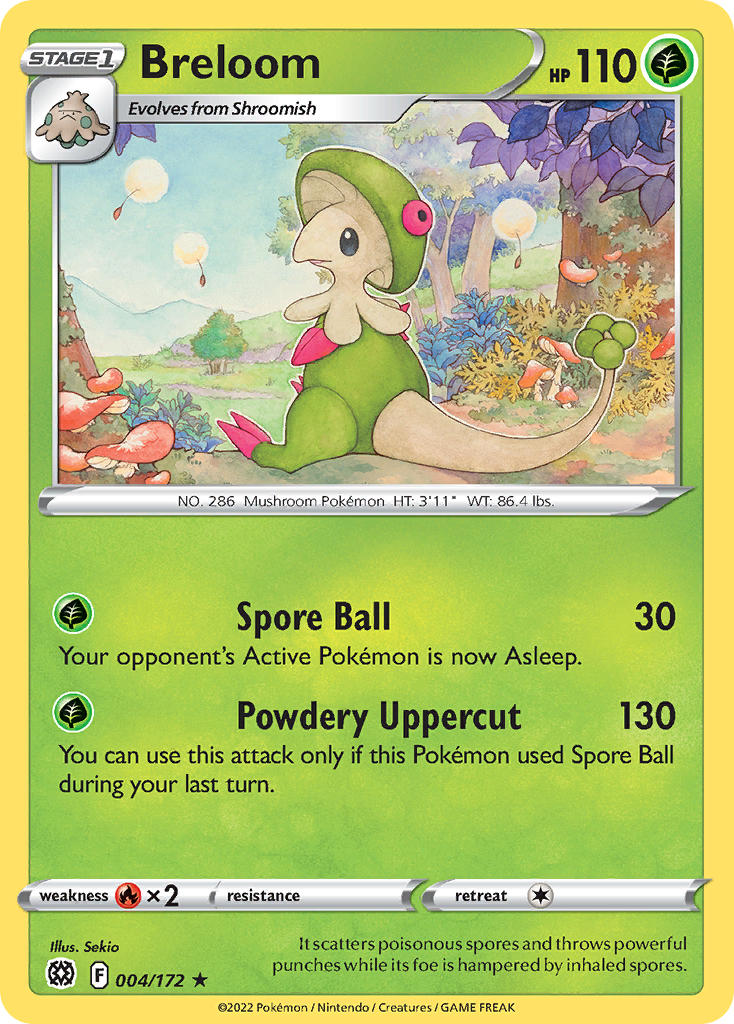 STAGE1
Breloom
HP 110
Evolves from Shroomish
NO. 286 Mushroom Pokémon HT: 3'11" WT: 86.4 lbs.
Spore Ball 30
Your opponent's Active Pokémon is now Asleep.
Powdery Uppercut 130
You can use this attack only if this Pokémon used Spore Ball
during your last turn.
weakness ×2 resistance retreat
Illus. Sekio
F 004/172 ★
It scatters poisonous spores and throws powerful
punches while its foe is hampered by inhaled spores.
©2022 Pokémon / Nintendo / Creatures / GAME FREAK